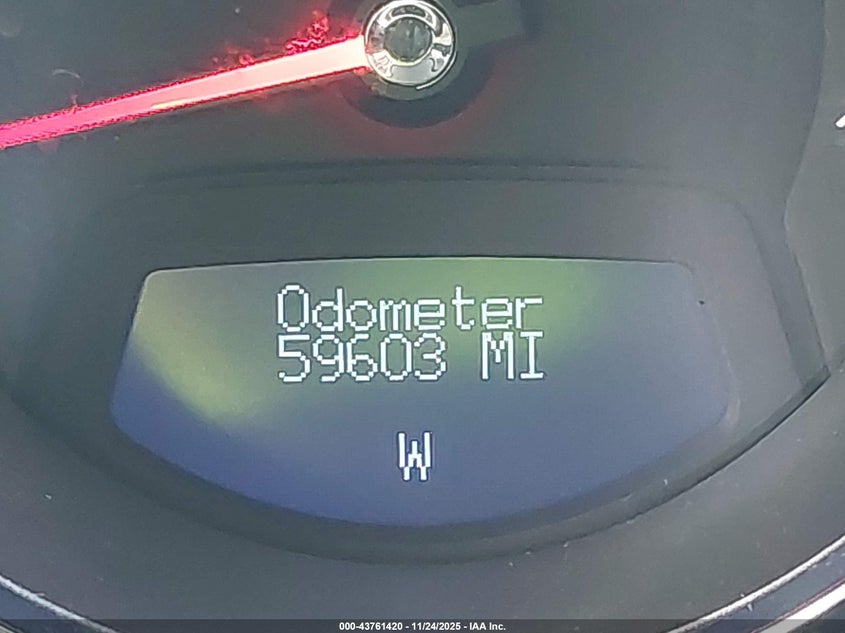 Odometer
59603 MI
W
000-43761420 - 11/24/2025 - IAA Inc.